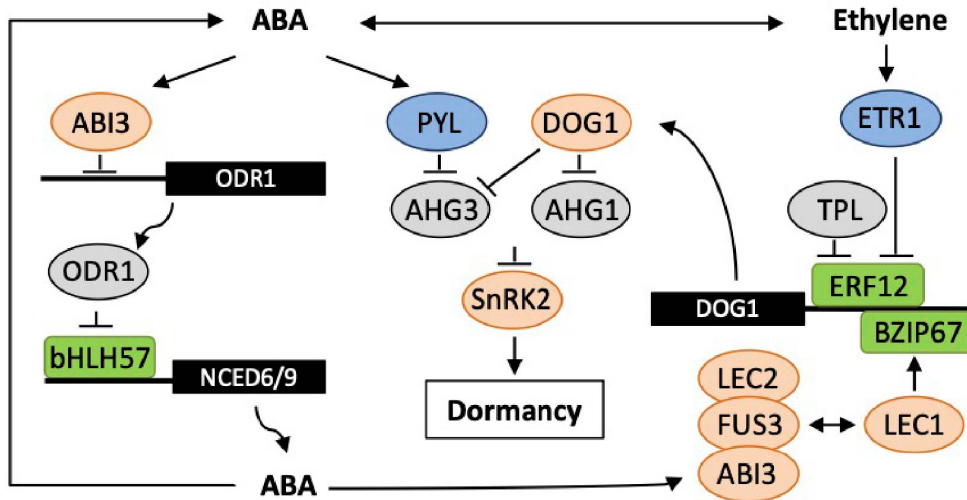 ABA
Ethylene
ABI3
PYL
DOG1
ETR1
ODR1
AHG3
AHG1
TPL
ODR1
ERF12
SnRK2
DOG1
BZIP67
bHLH57
NCED6/9
LEC2
Dormancy
FUS3
LEC1
ABI3
ABA